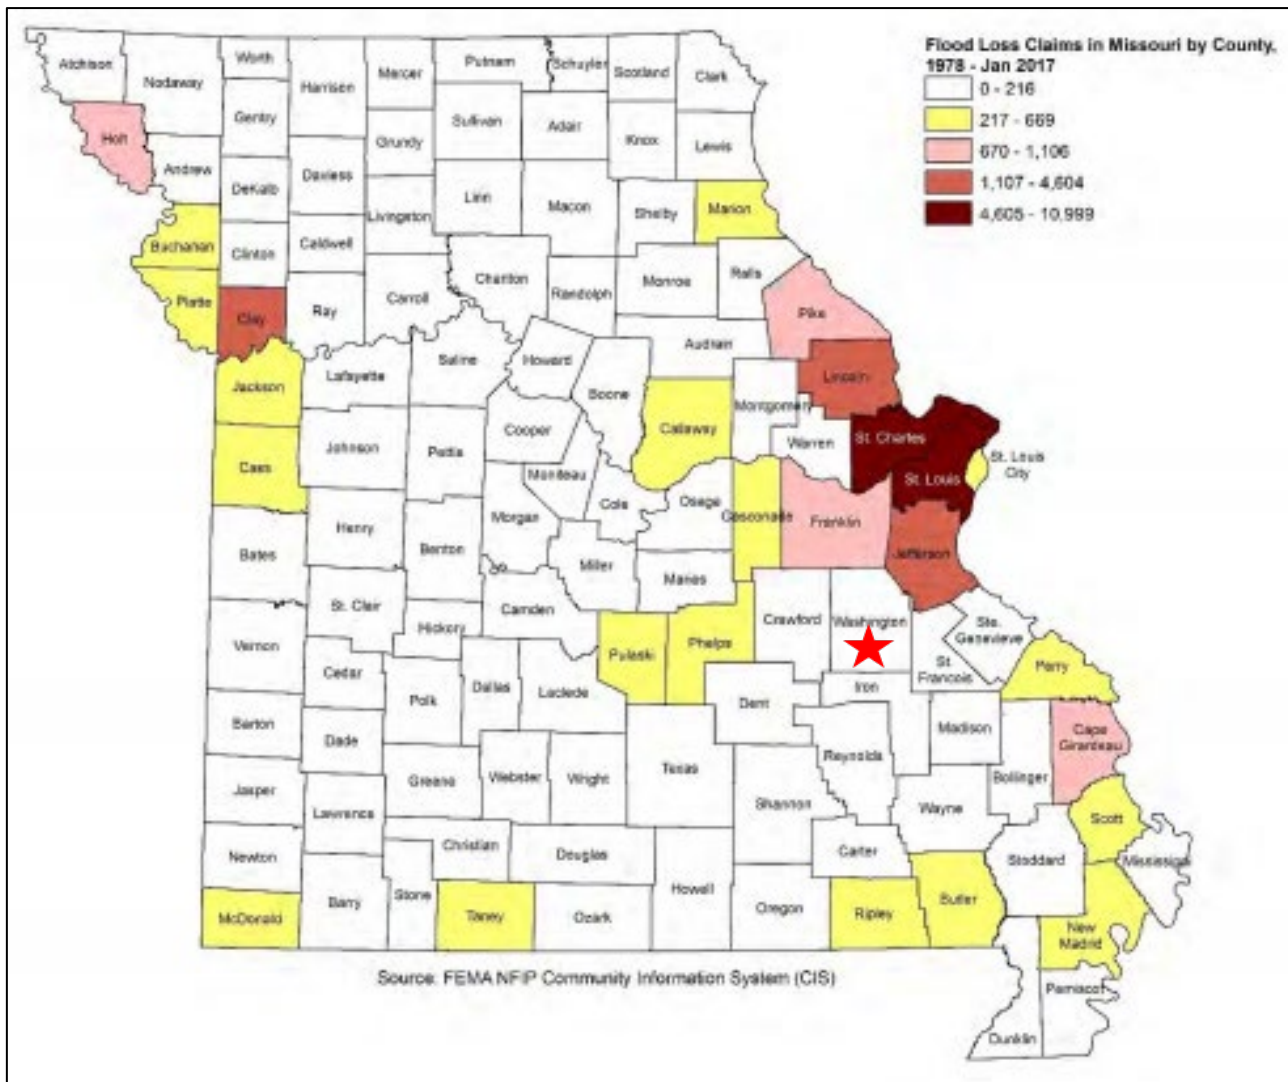 Flood Loss Claims in Missouri by County,
1978 - Jan 2017
0 - 216
217 - 669
670 - 1,106
1,107 - 4,604
4,605 - 10,999
Atchison
Nodaway
Worth
Harrison
Mercer
Putnam
Schuyler
Scotland
Clark
Holt
Gentry
Sullivan
Adair
Knox
Lewis
Grundy
Andrew
DeKalb
Daviess
Livingston
Linn
Macon
Shelby
Marion
Buchanan
Clinton
Caldwell
Chariton
Randolph
Monroe
Ralls
Platte
Clay
Ray
Carroll
Pike
Saline
Howard
Audrain
Lincoln
Jackson
Lafayette
Boone
Callaway
Montgomery
Warren
St. Charles
St. Louis
St. Louis
City
Cass
Johnson
Pettis
Cooper
Moniteau
Cole
Osage
Gasconade
Franklin
Jefferson
Bates
Henry
Benton
Morgan
Miller
Maries
Crawford
Washington
Ste.
Genevieve
St. Clair
Camden
Hickory
Vernon
Cedar
Polk
Dallas
Laclede
Pulaski
Phelps
Dent
Iron
St.
Francois
Perry
Barton
Dade
Greene
Webster
Wright
Texas
Reynolds
Madison
Bollinger
Cape
Girardeau
Jasper
Lawrence
Shannon
Wayne
Scott
Newton
Christian
Douglas
Carter
Stoddard
Mississippi
McDonald
Barry
Stone
Taney
Ozark
Howell
Oregon
Ripley
Butler
New
Madrid
Pemiscot
Dunklin
Source: FEMA NFIP Community Information System (CIS)